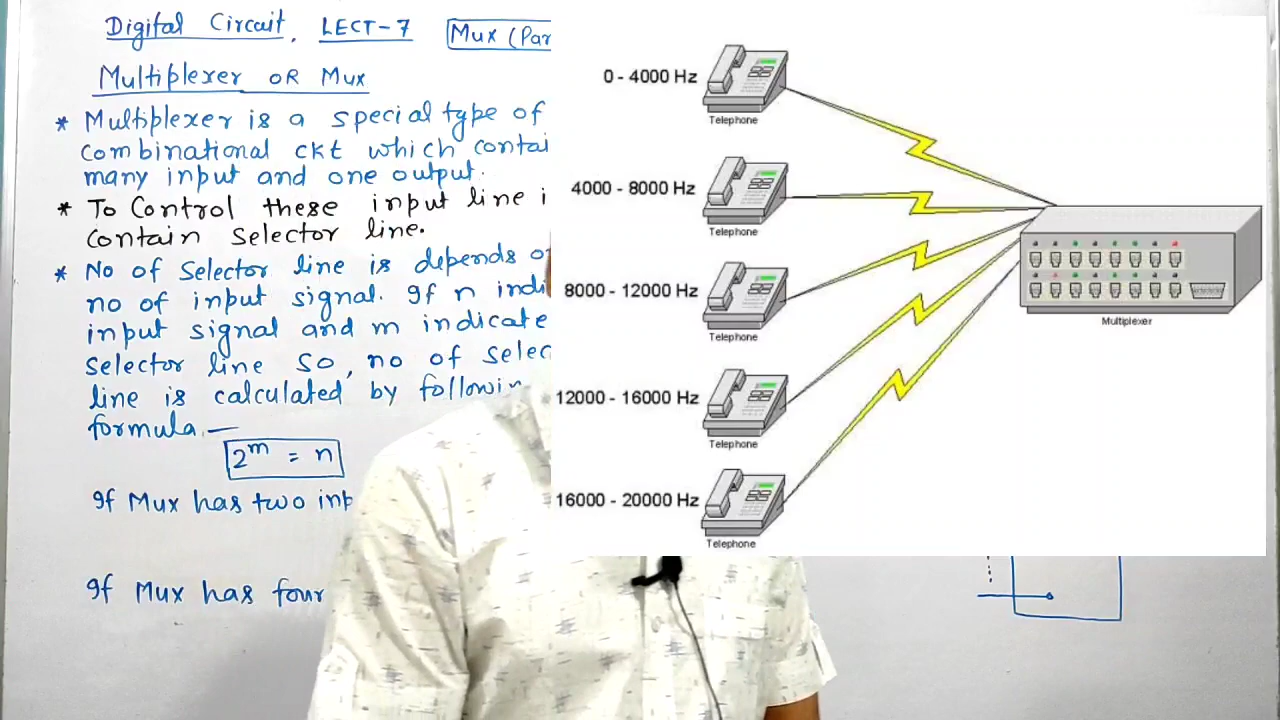 Digital Circuit, LECT-7 Mux (Par
Multiplexer OR Mux
* Multiplexer is a special type of
combinational ckt which contai
many input and one output.
* To Control these input line i
contain selector line.
* No of selector line is depends o
no of input signal. If n indi
input signal and m indicate
selector line so, no of selec
line is calculated by followin
formula —
2^m = n
If Mux has two inp
If Mux has four
0 - 4000 Hz
Telephone
4000 - 8000 Hz
Telephone
8000 - 12000 Hz
Telephone
12000 - 16000 Hz
Telephone
16000 - 20000 Hz
Telephone
Multiplexer